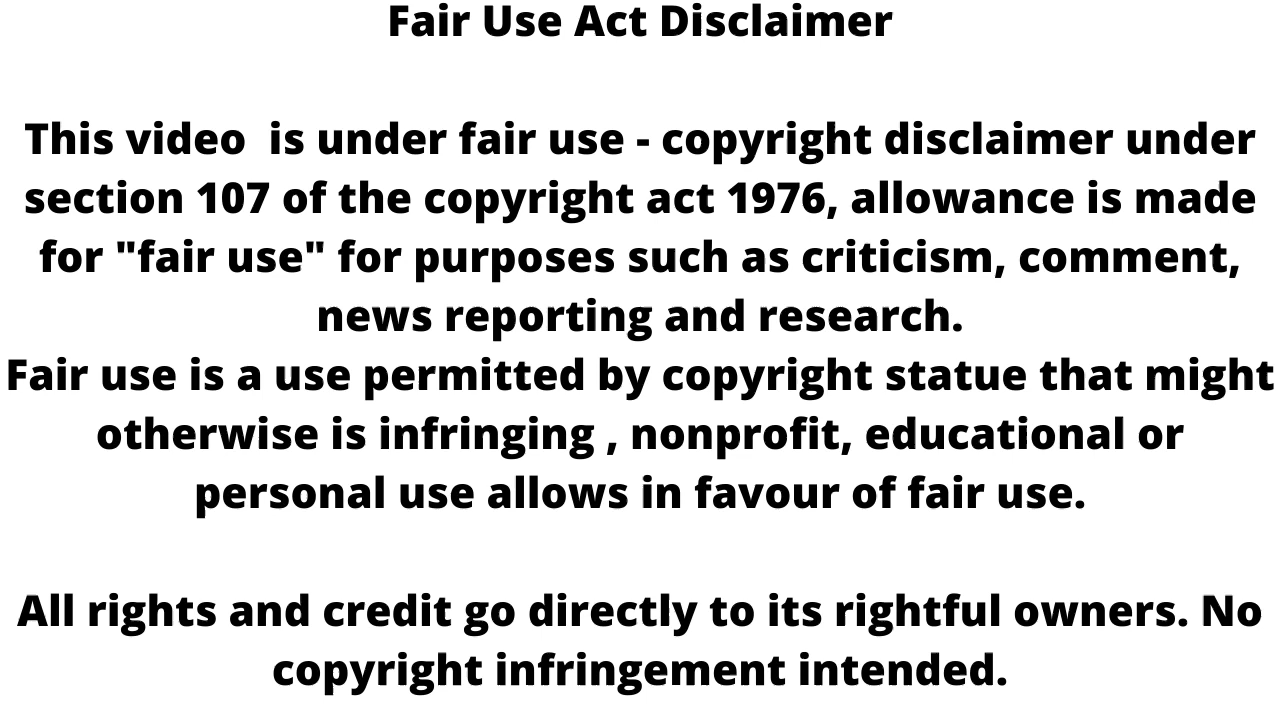 Fair Use Act Disclaimer
This video  is under fair use - copyright disclaimer under
section 107 of the copyright act 1976, allowance is made
for "fair use" for purposes such as criticism, comment,
news reporting and research.
Fair use is a use permitted by copyright statue that might
otherwise is infringing , nonprofit, educational or
personal use allows in favour of fair use.
All rights and credit go directly to its rightful owners. No
copyright infringement intended.